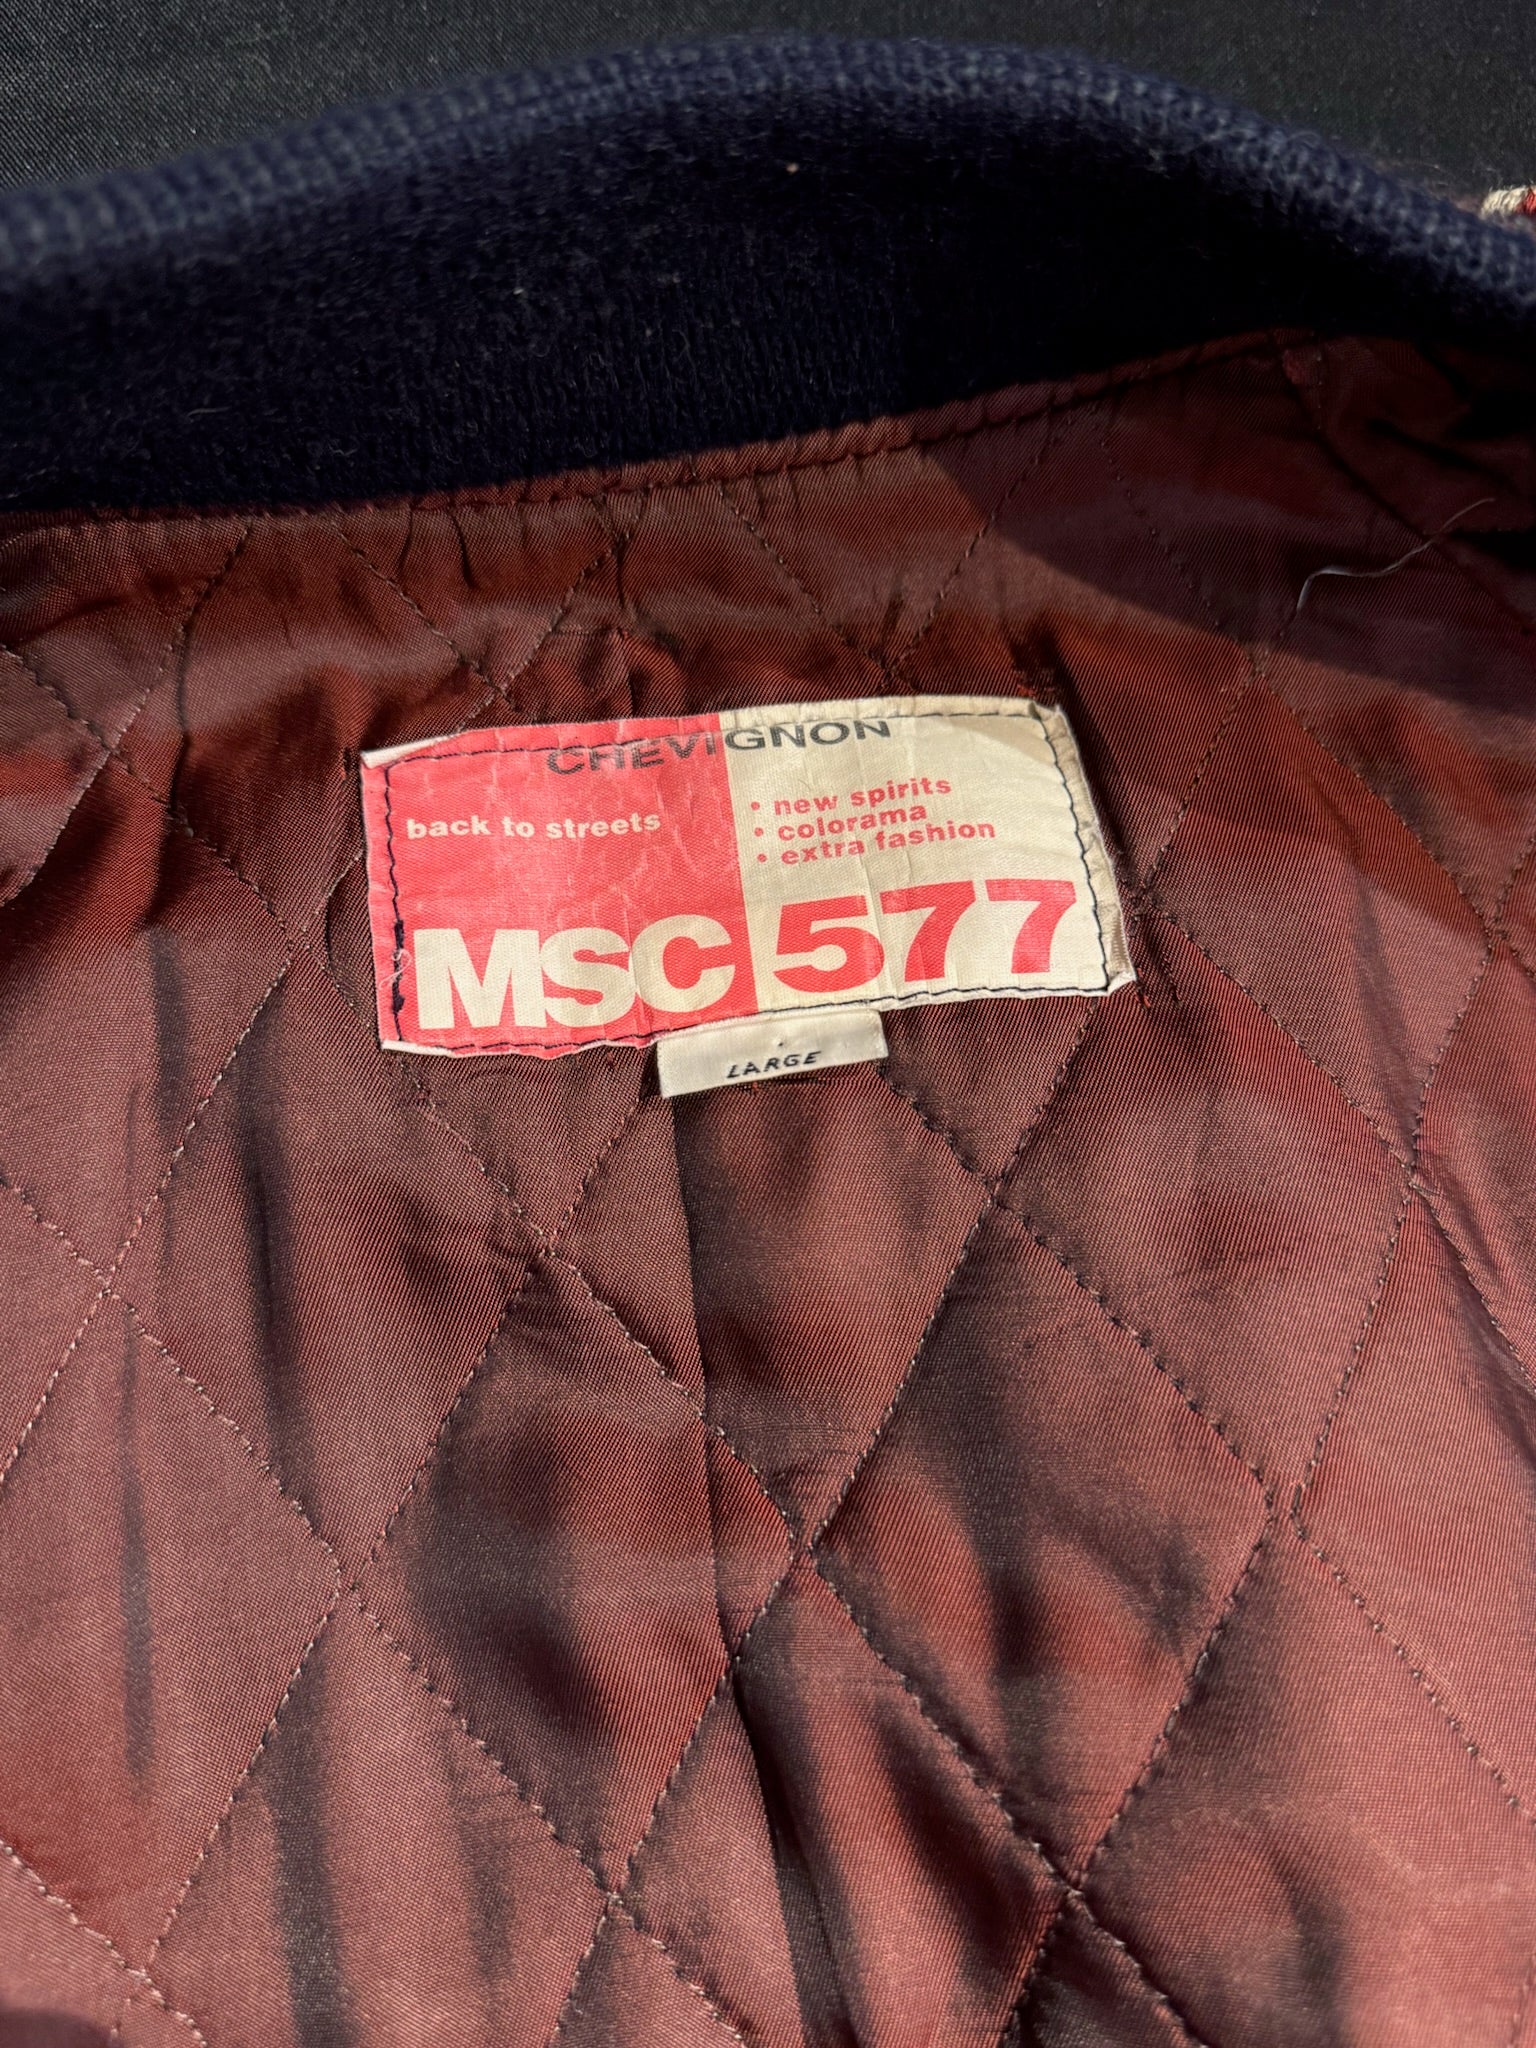 CHEVIGNON
back to streets
• new spirits
• colorama
• extra fashion
MSC 577
LARGE